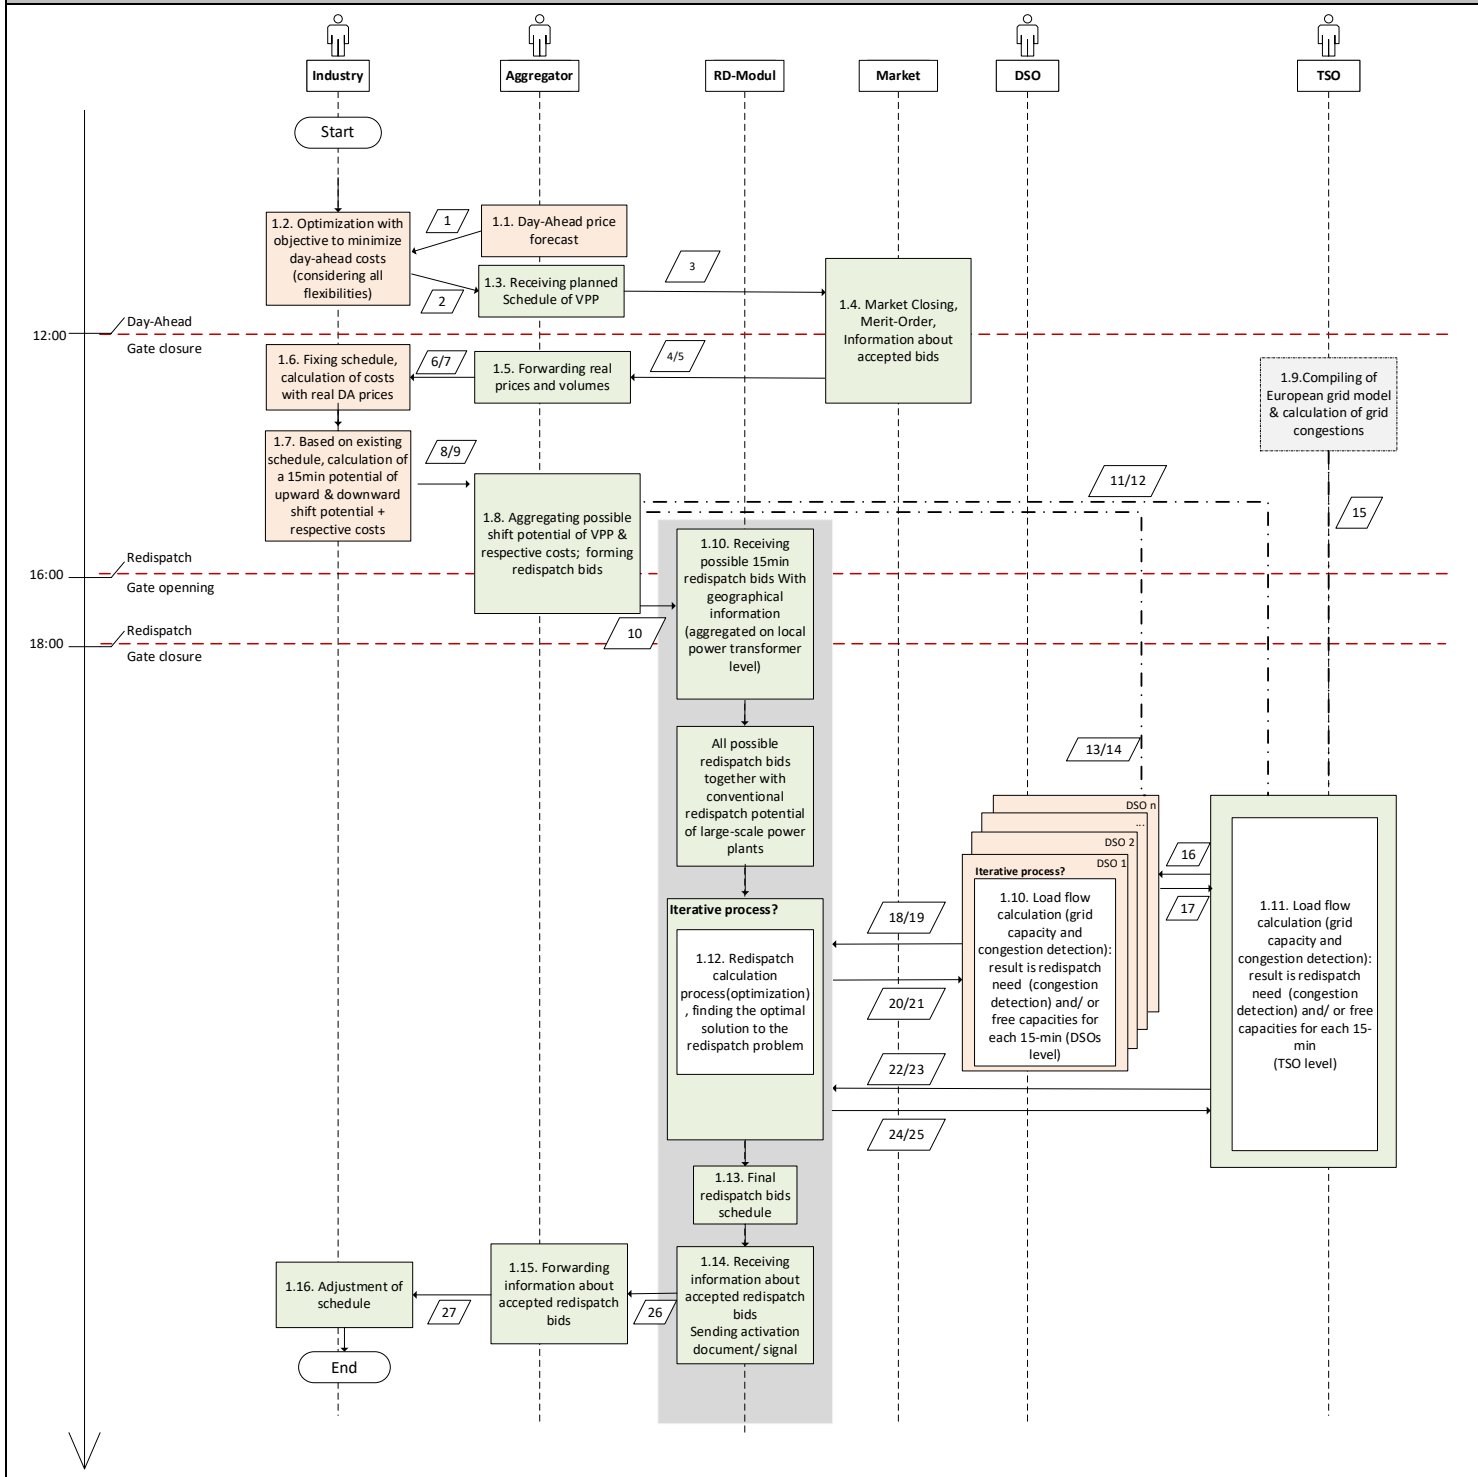 Industry
Aggregator
RD-Modul
Market
DSO
TSO
Start
1.2. Optimization with
objective to minimize
day-ahead costs
(considering all
flexibilities)
1
1.1. Day-Ahead price
forecast
2
1.3. Receiving planned
Schedule of VPP
3
1.4. Market Closing,
Merit-Order,
Information about
accepted bids
12:00
Day-Ahead
Gate closure
1.6. Fixing schedule,
calculation of costs
with real DA prices
6/7
1.5. Forwarding real
prices and volumes
4/5
1.9.Compiling of
European grid model
& calculation of grid
congestions
1.7. Based on existing
schedule, calculation of
a 15min potential of
upward & downward
shift potential +
respective costs
8/9
1.8. Aggregating possible
shift potential of VPP &
respective costs; forming
redispatch bids
11/12
15
16:00
Redispatch
Gate openning
1.10. Receiving
possible 15min
redispatch bids With
geographical
information
(aggregated on local
power transformer
level)
10
18:00
Redispatch
Gate closure
All possible
redispatch bids
together with
conventional
redispatch potential
of large-scale power
plants
13/14
DSO n
...
DSO 2
DSO 1
Iterative process?
1.10. Load flow
calculation (grid
capacity and
congestion detection):
result is redispatch
need (congestion
detection) and/ or
free capacities for
each 15-min (DSOs
level)
16
17
1.11. Load flow
calculation (grid
capacity and
congestion detection):
result is redispatch
need (congestion
detection) and/ or free
capacities for each 15-
min
(TSO level)
Iterative process?
1.12. Redispatch
calculation
process(optimization)
, finding the optimal
solution to the
redispatch problem
18/19
20/21
22/23
24/25
1.13. Final
redispatch bids
schedule
1.14. Receiving
information about
accepted redispatch
bids
Sending activation
document/ signal
26
1.15. Forwarding
information about
accepted redispatch
bids
27
1.16. Adjustment of
schedule
End